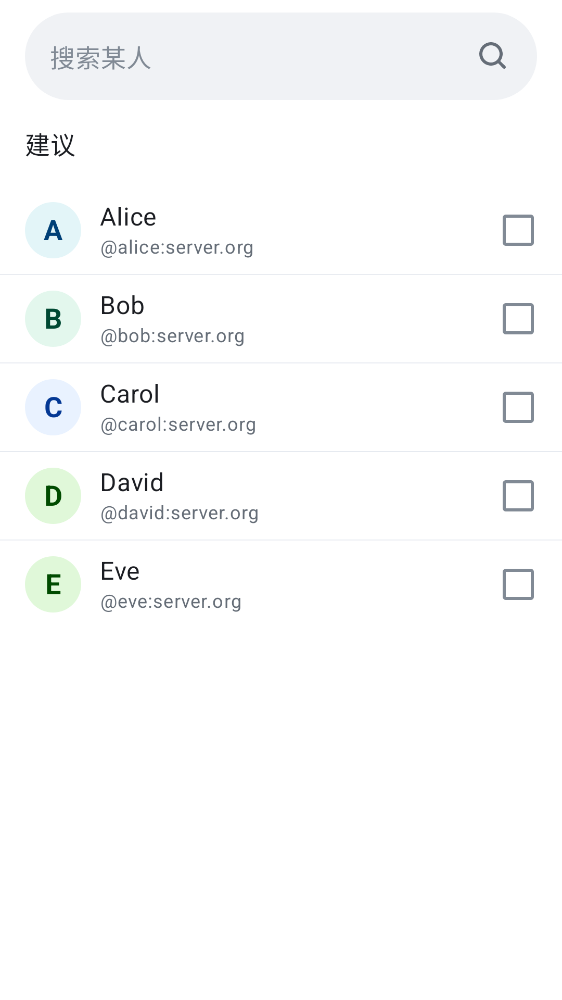 搜索某人
建议
A
Alice
@alice:server.org
B
Bob
@bob:server.org
C
Carol
@carol:server.org
D
David
@david:server.org
E
Eve
@eve:server.org